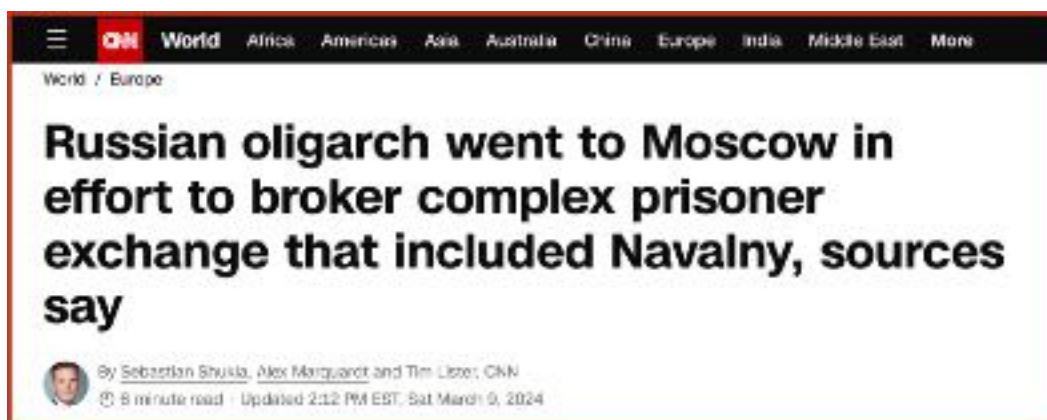 CNN World Africa Americas Asia Australia China Europe India Middle East More
World / Europe
Russian oligarch went to Moscow in
effort to broker complex prisoner
exchange that included Navalny, sources
say
By Sebastian Shukla, Alex Marquardt and Tim Lister, CNN
6 minute read · Updated 2:12 PM EST, Sat March 9, 2024